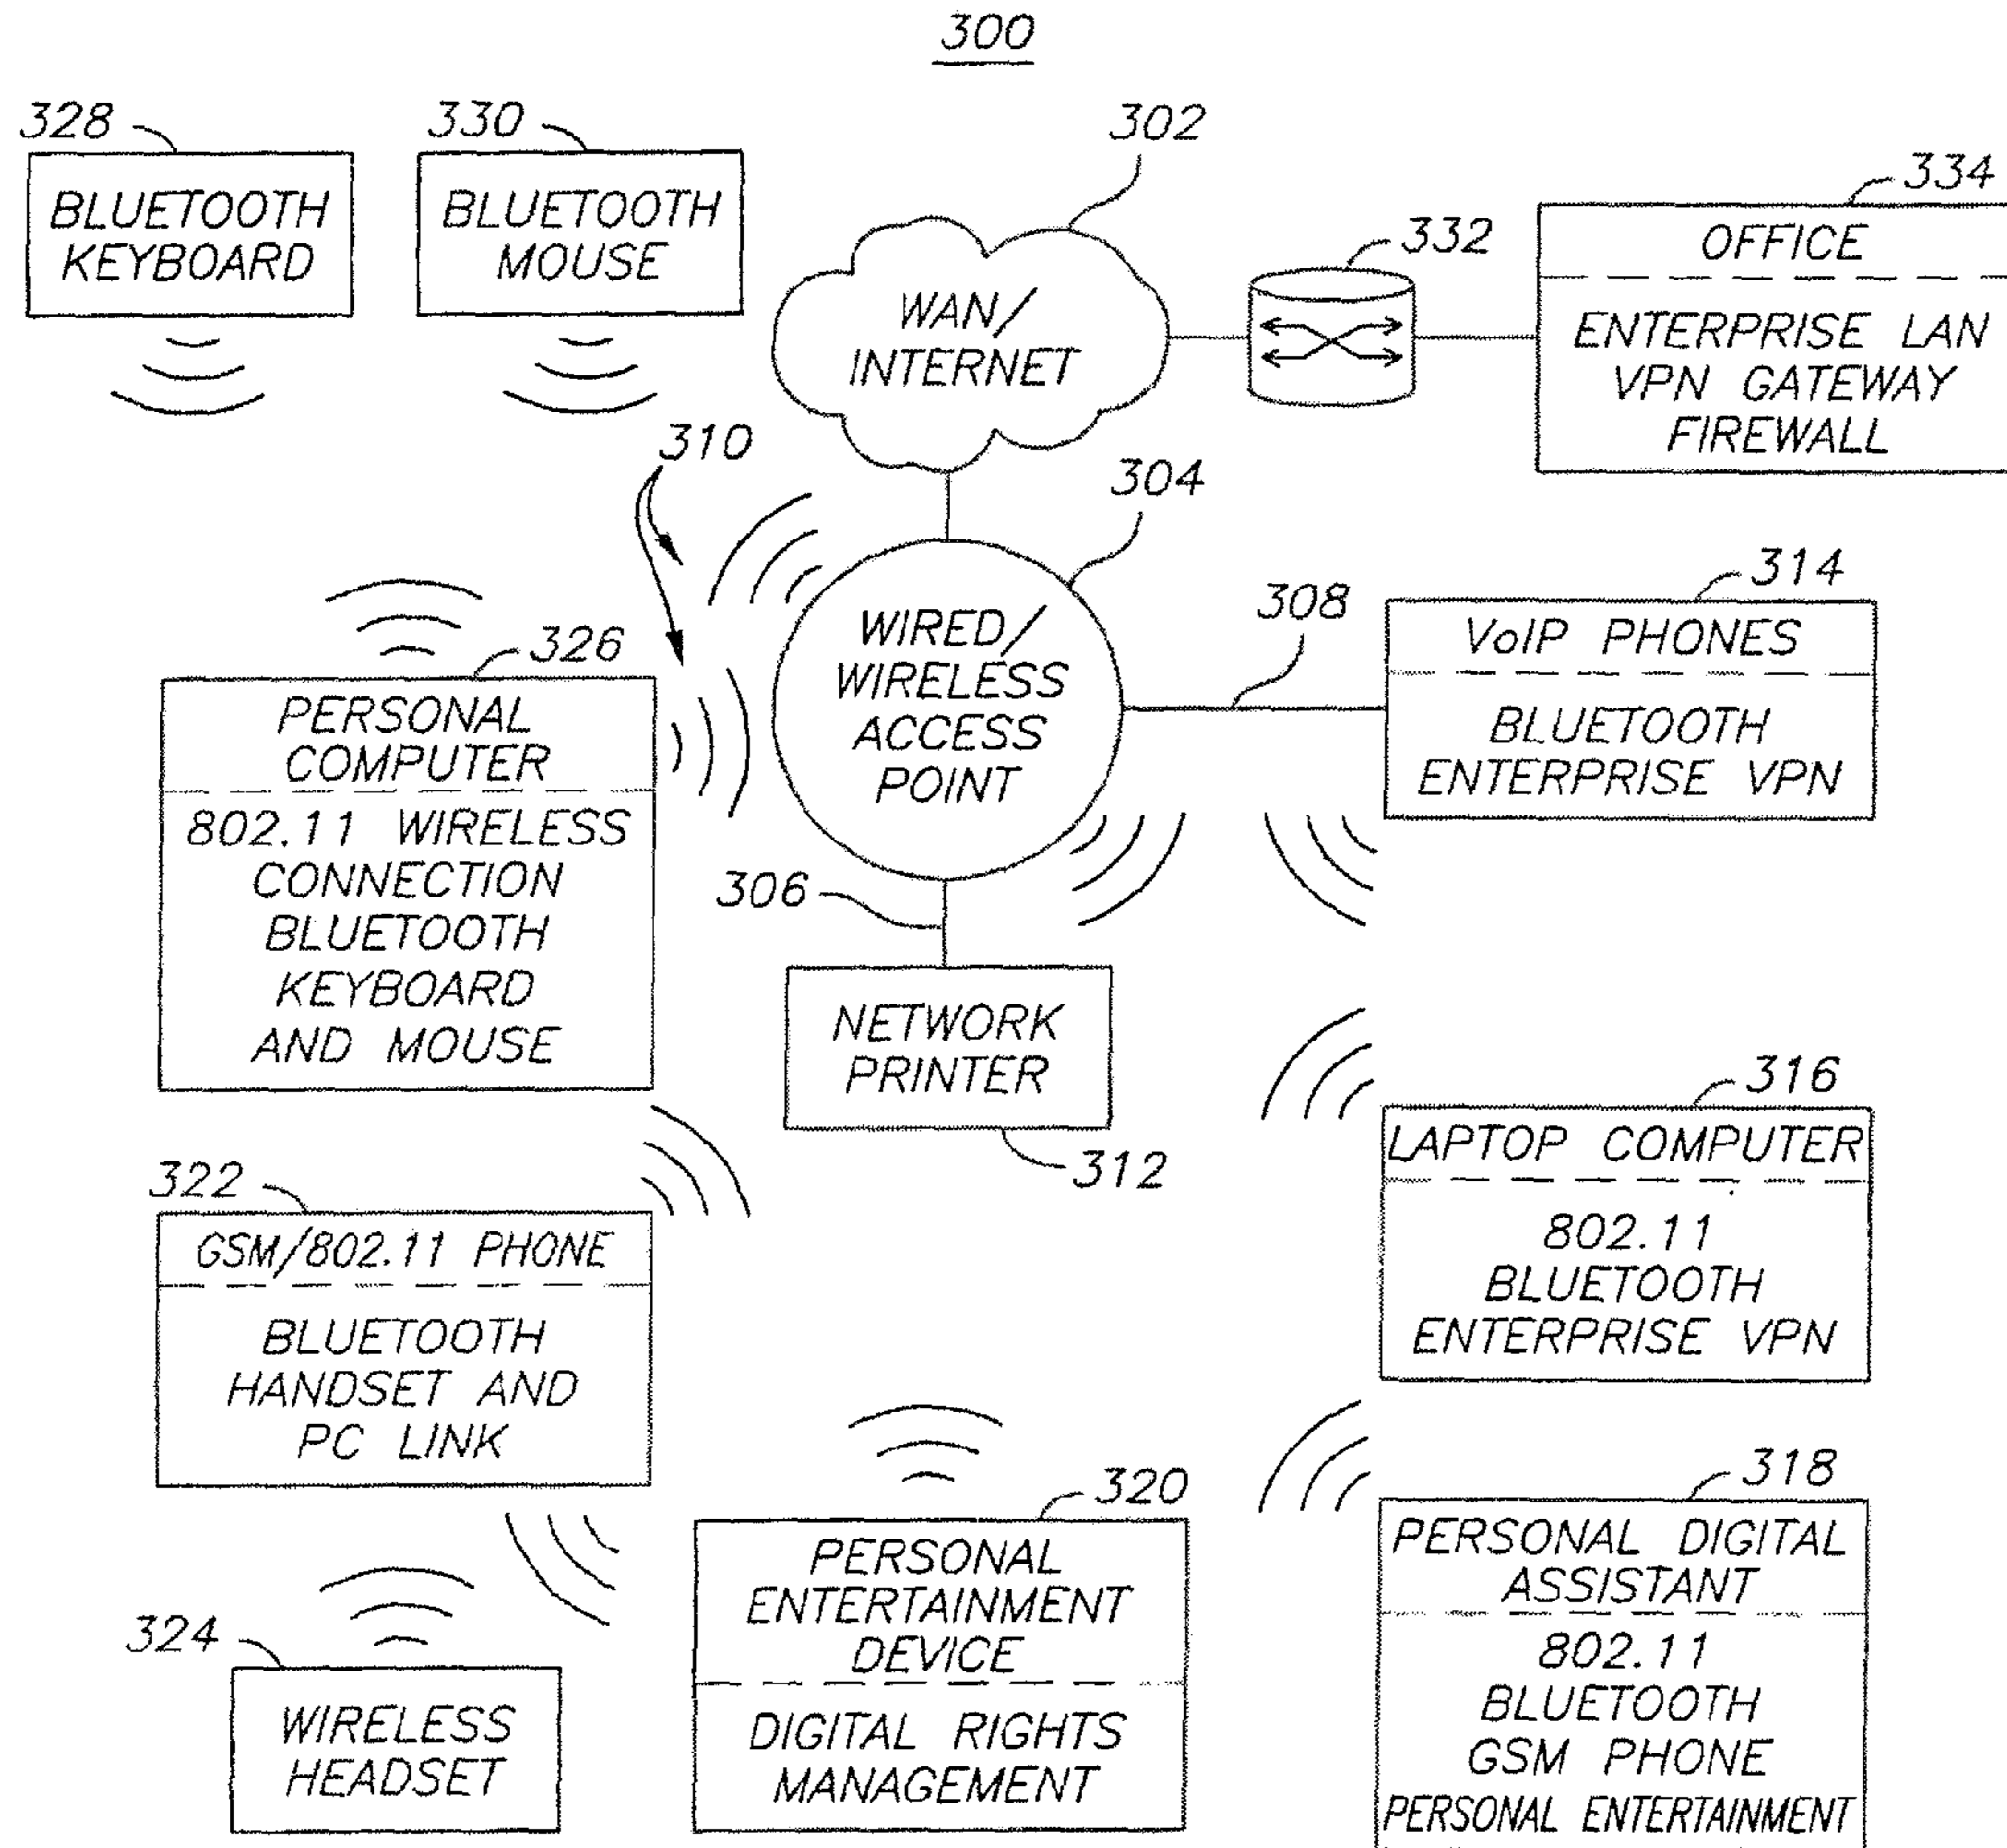 300
328
BLUETOOTH
KEYBOARD
330
BLUETOOTH
MOUSE
302
WAN/
INTERNET
332
334
OFFICE
ENTERPRISE LAN
VPN GATEWAY
FIREWALL
310
304
WIRED/
WIRELESS
ACCESS
POINT
308
314
VoIP PHONES
BLUETOOTH
ENTERPRISE VPN
326
PERSONAL
COMPUTER
802.11 WIRELESS
CONNECTION
BLUETOOTH
KEYBOARD
AND MOUSE
306
NETWORK
PRINTER
312
316
LAPTOP COMPUTER
802.11
BLUETOOTH
ENTERPRISE VPN
322
GSM/802.11 PHONE
BLUETOOTH
HANDSET AND
PC LINK
324
WIRELESS
HEADSET
320
PERSONAL
ENTERTAINMENT
DEVICE
DIGITAL RIGHTS
MANAGEMENT
318
PERSONAL DIGITAL
ASSISTANT
802.11
BLUETOOTH
GSM PHONE
PERSONAL ENTERTAINMENT